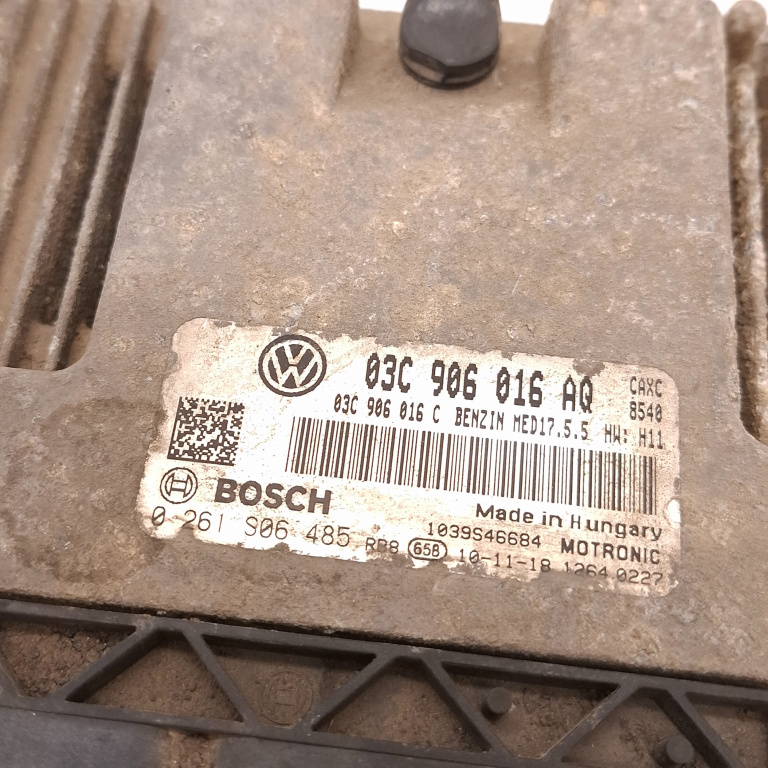 03C 906 016 AQ CAXC
8540
03C 906 016 C BENZIN MED17.5.5 HW: H11
BOSCH
Made in Hungary
0 261 S06 485 1039S46684 MOTRONIC
RB8 658 10-11-18 1264 0227